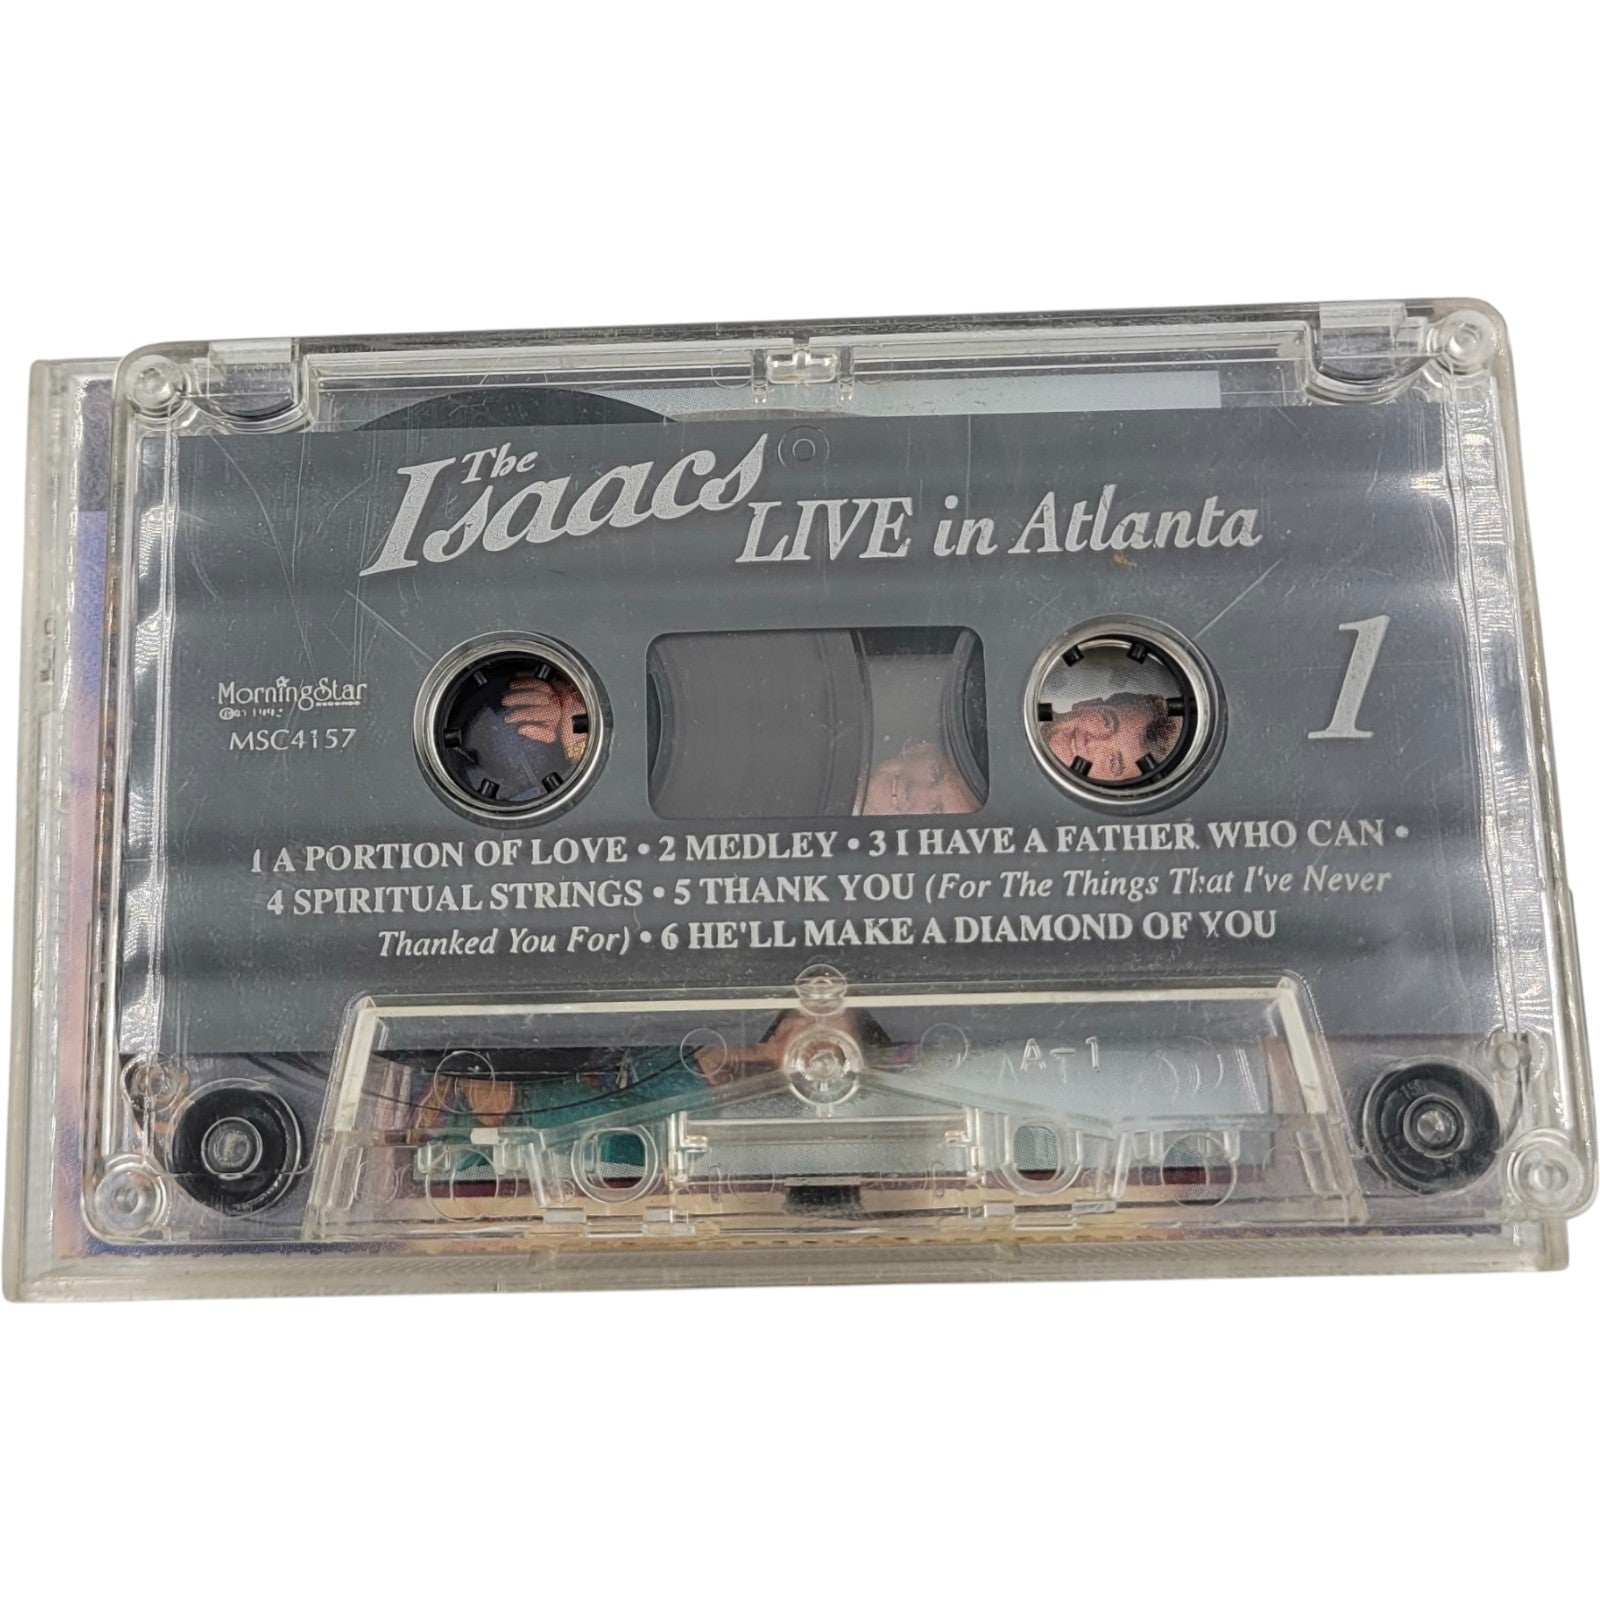 The
Isaacs
LIVE in Atlanta
1
MorningStar
RECORDS
MSC4157
1 A PORTION OF LOVE • 2 MEDLEY • 3 I HAVE A FATHER WHO CAN •
4 SPIRITUAL STRINGS • 5 THANK YOU (For The Things That I've Never
Thanked You For) • 6 HE'LL MAKE A DIAMOND OF YOU
A-1